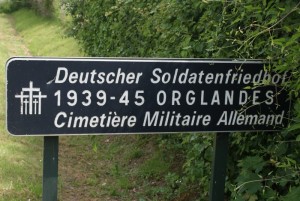 Deutscher Soldatenfriedhof
1939-45 ORGLANDES
Cimetière Militaire Allemand